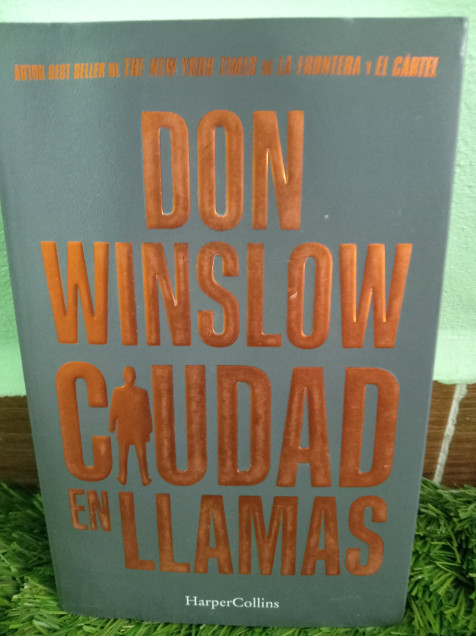 AUTOR BEST SELLER DE THE NEW YORK TIMES DE LA FRONTERA Y EL CÁRTEL
DON
WINSLOW
CIUDAD
EN LLAMAS
HarperCollins